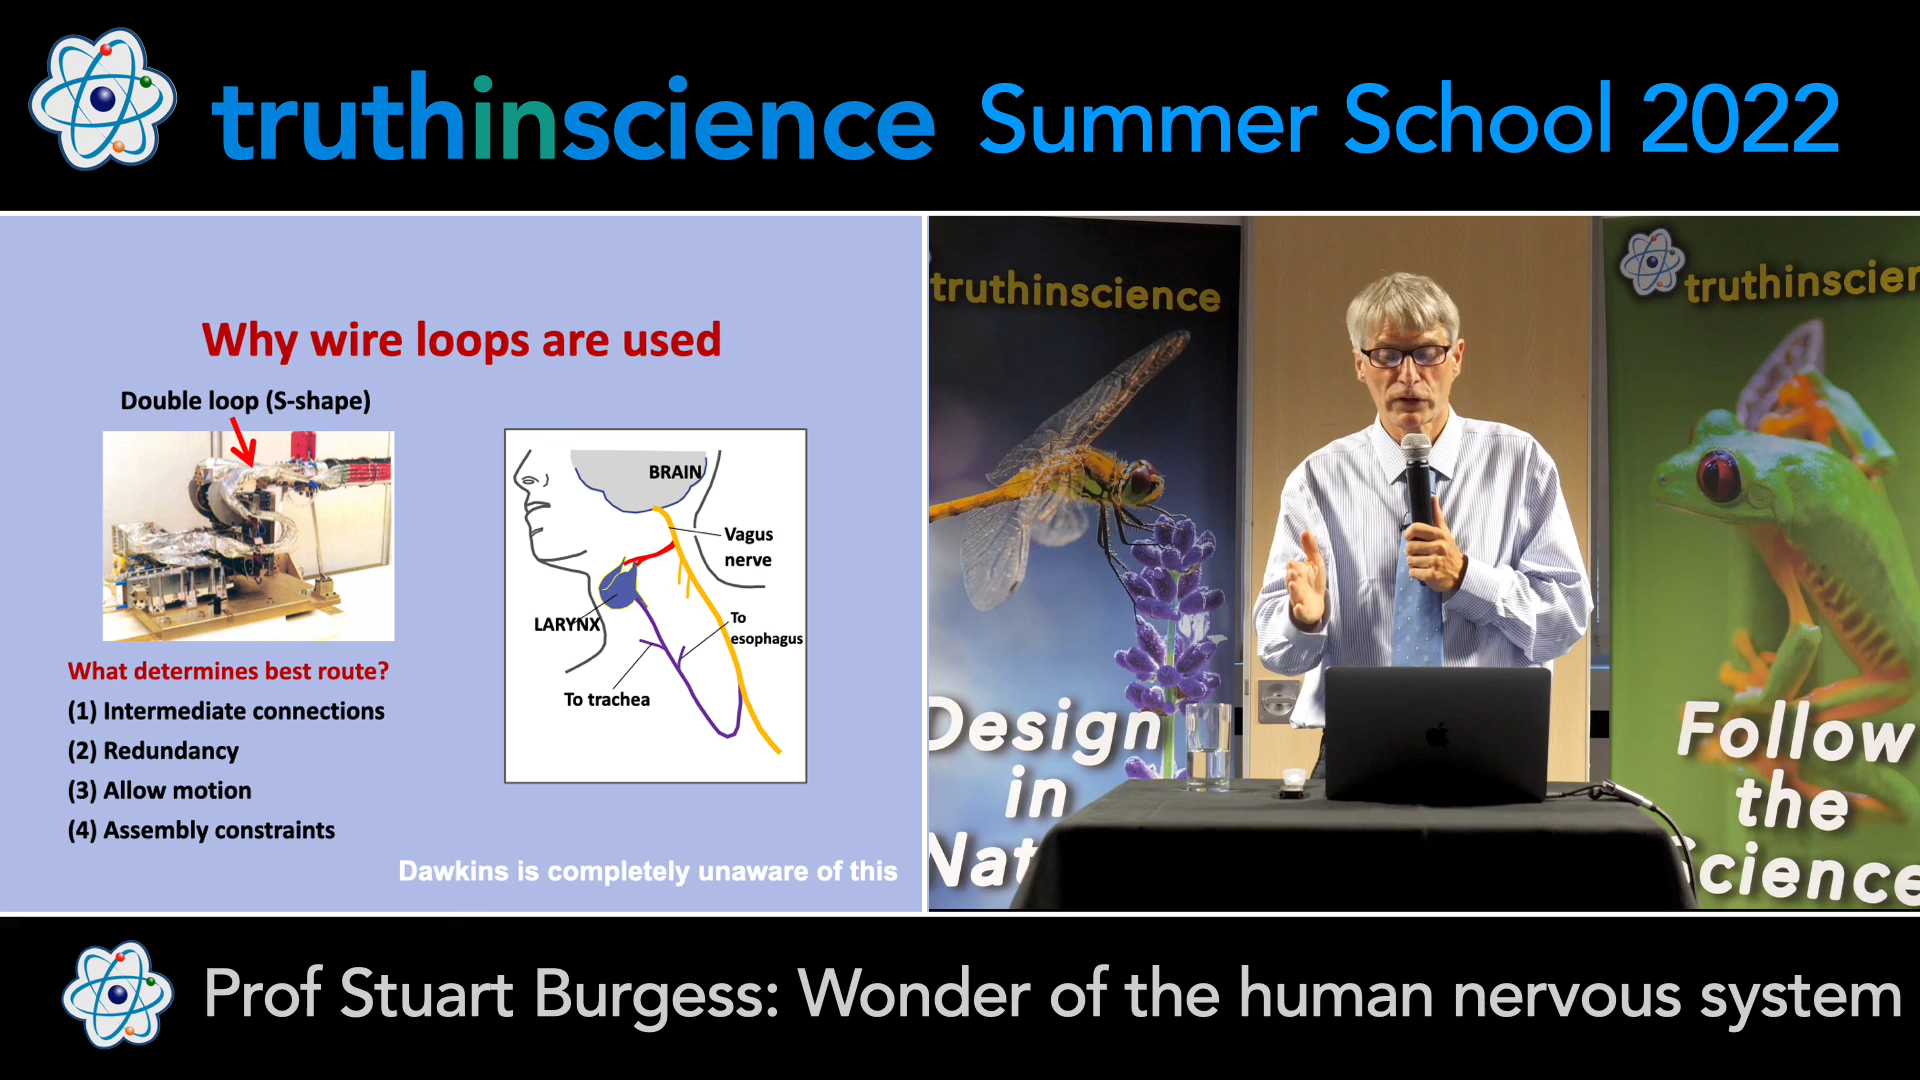 truthinscience Summer School 2022
Why wire loops are used
Double loop (S-shape)
BRAIN
Vagus
nerve
LARYNX
To
esophagus
To trachea
What determines best route?
(1) Intermediate connections
(2) Redundancy
(3) Allow motion
(4) Assembly constraints
Dawkins is completely unaware of this
truthinscience
Design
in
Nat
truthinscien
Follow
the
Science
Prof Stuart Burgess: Wonder of the human nervous system